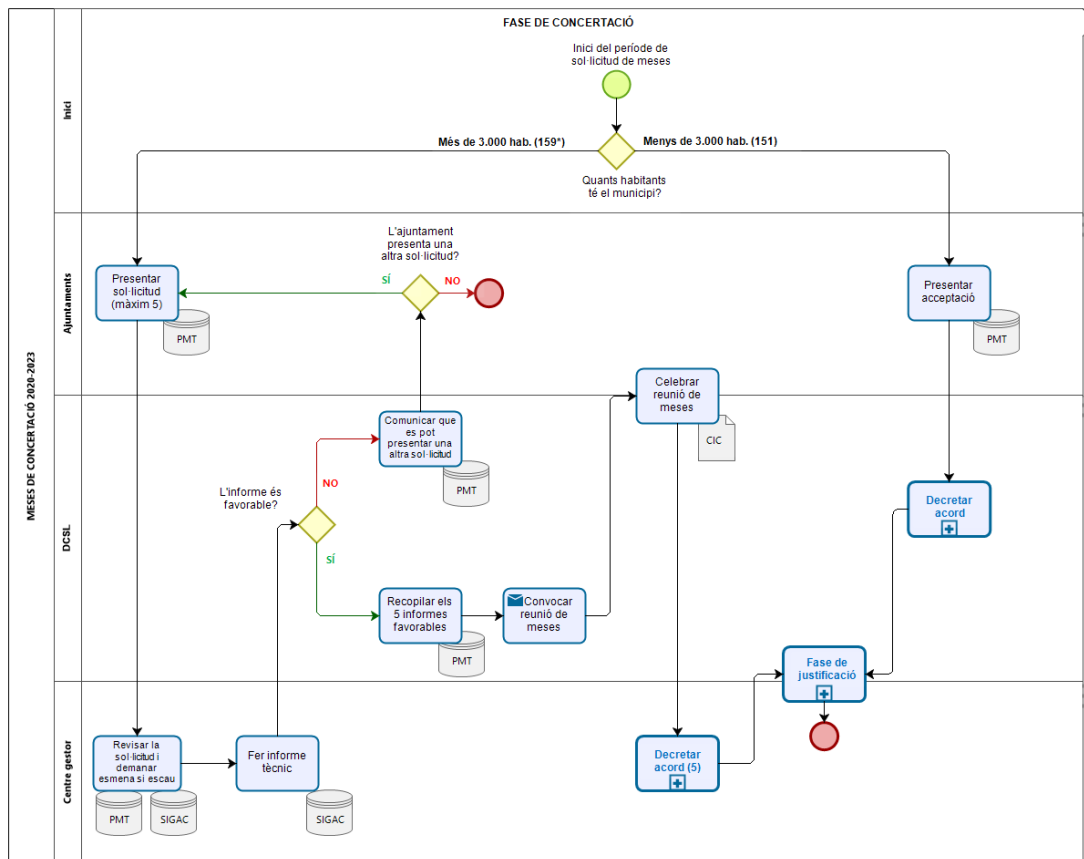 FASE DE CONCERTACIÓ
MESES DE CONCERTACIÓ 2020-2023
Inici
Inici del període de
sol·licitud de meses
Més de 3.000 hab. (159*)
Menys de 3.000 hab. (151)
Quants habitants
té el municipi?
Ajuntaments
L'ajuntament
presenta una
altra sol·licitud?
SÍ
NO
Presentar
sol·licitud
(màxim 5)
PMT
Presentar
acceptació
PMT
DCSL
Celebrar
reunió de
meses
CIC
Comunicar que
es pot
presentar una
altra sol·licitud
PMT
L'informe és
favorable?
NO
SÍ
Decretar
acord
Recopilar els
5 informes
favorables
PMT
Convocar
reunió de
meses
Fase de
justificació
Centre gestor
Revisar la
sol·licitud i
demanar
esmena si escau
PMT
SIGAC
Fer informe
tècnic
SIGAC
Decretar
acord (5)